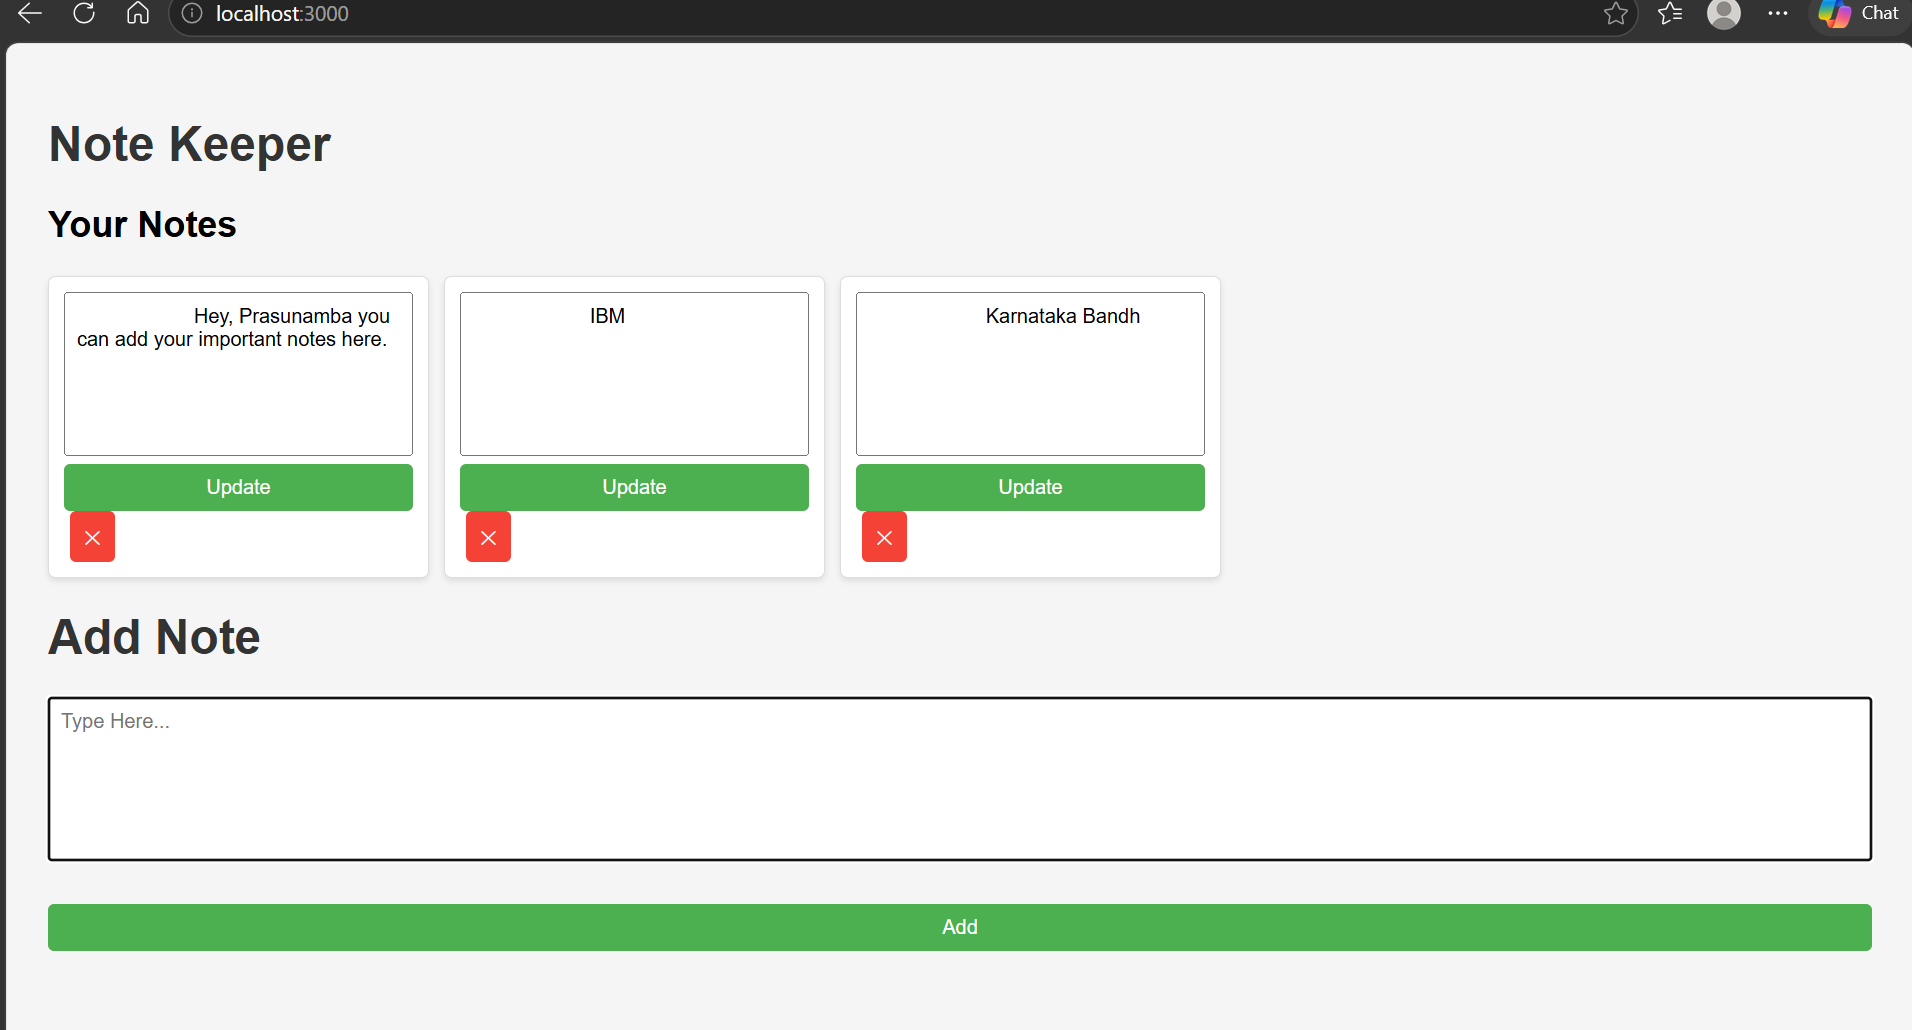 localhost:3000
Chat
Note Keeper
Your Notes
Hey, Prasunamba you
can add your important notes here.
Update
IBM
Update
Karnataka Bandh
Update
Add Note
Type Here...
Add